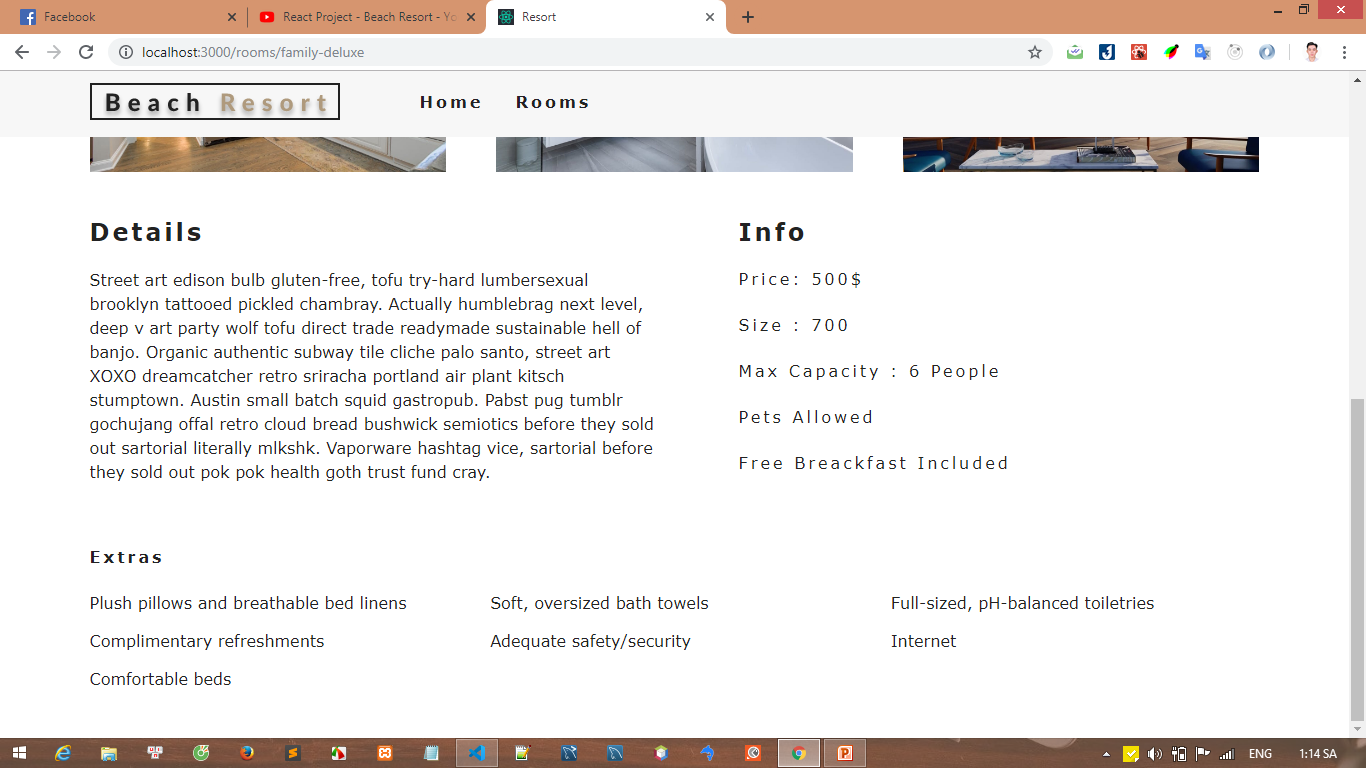 Facebook
React Project - Beach Resort - Yo
Resort
localhost:3000/rooms/family-deluxe
Beach Resort
Home
Rooms
Details
Street art edison bulb gluten-free, tofu try-hard lumbersexual
brooklyn tattooed pickled chambray. Actually humblebrag next level,
deep v art party wolf tofu direct trade readymade sustainable hell of
banjo. Organic authentic subway tile cliche palo santo, street art
XOXO dreamcatcher retro sriracha portland air plant kitsch
stumptown. Austin small batch squid gastropub. Pabst pug tumblr
gochujang offal retro cloud bread bushwick semiotics before they sold
out sartorial literally mlkshk. Vaporware hashtag vice, sartorial before
they sold out pok pok health goth trust fund cray.
Info
Price: 500$
Size : 700
Max Capacity : 6 People
Pets Allowed
Free Breackfast Included
Extras
Plush pillows and breathable bed linens
Soft, oversized bath towels
Full-sized, pH-balanced toiletries
Complimentary refreshments
Adequate safety/security
Internet
Comfortable beds
ENG
1:14 SA